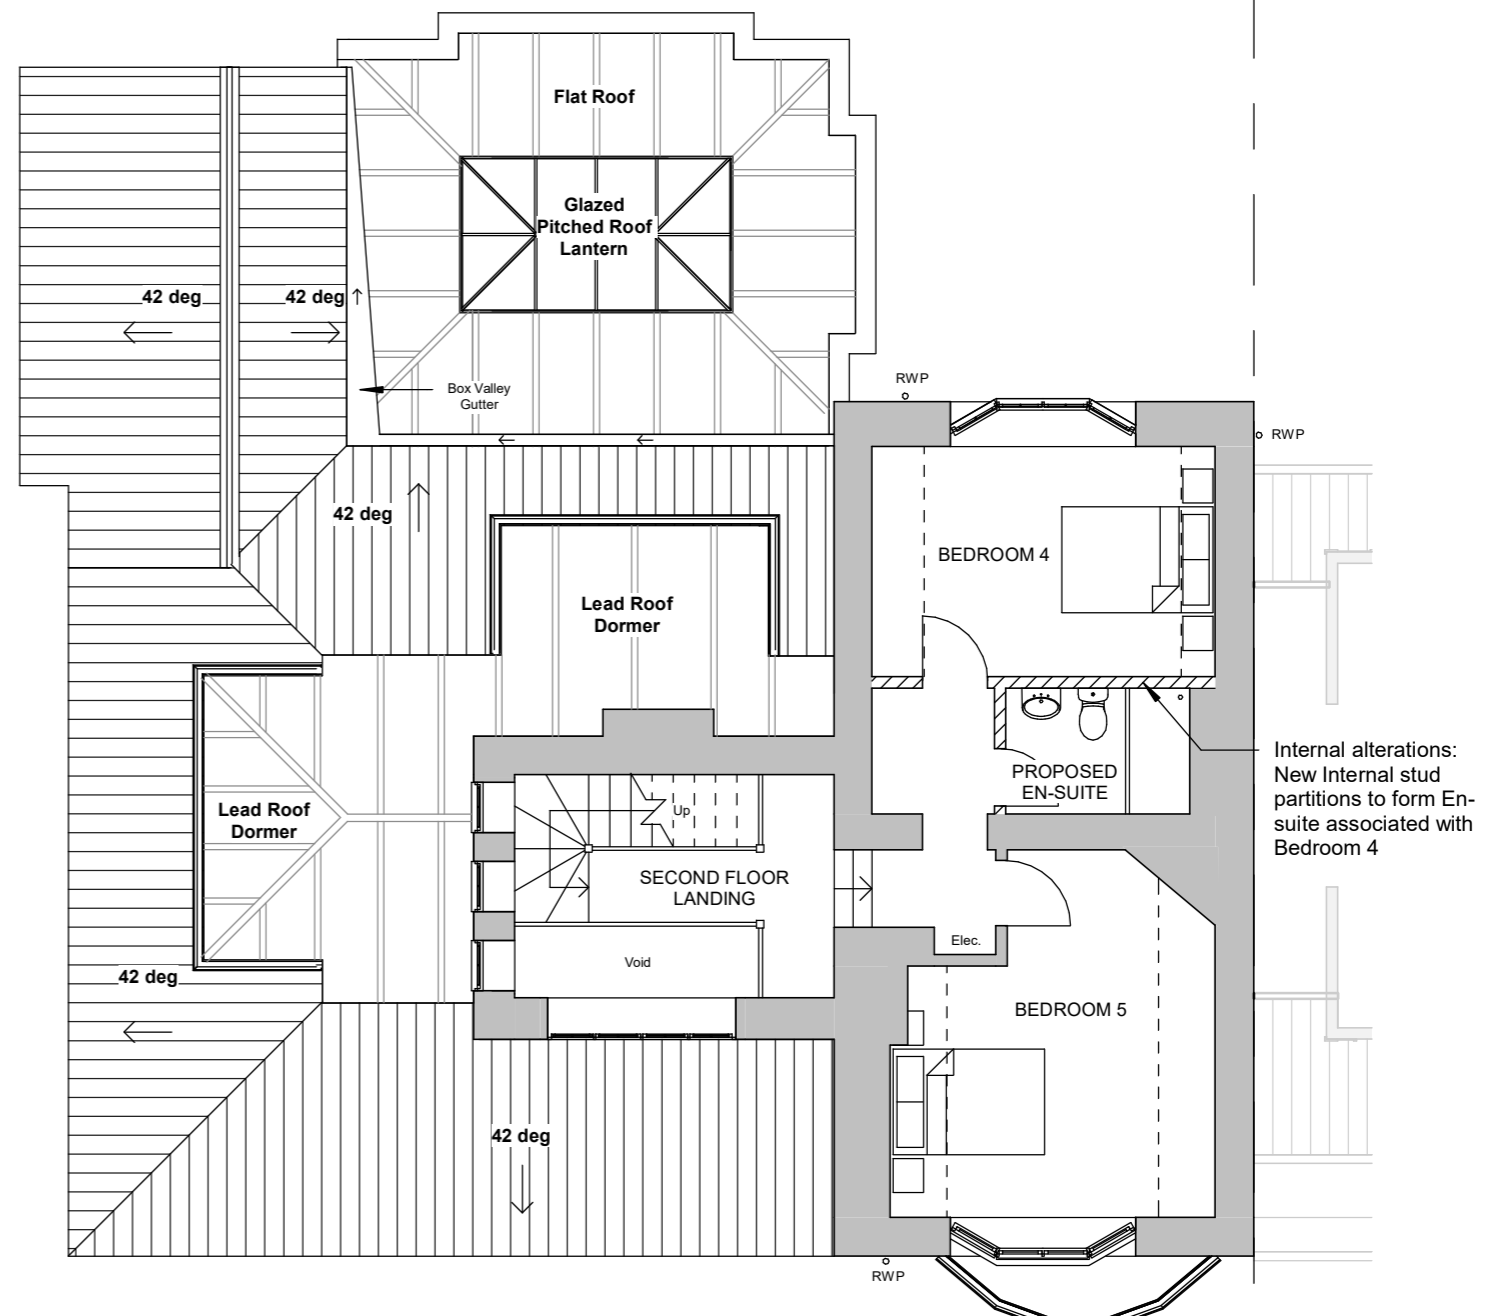 Flat Roof
Glazed
Pitched Roof
Lantern
42 deg
42 deg
Box Valley
Gutter
RWP
RWP
42 deg
BEDROOM 4
Lead Roof
Dormer
Internal alterations:
New Internal stud
partitions to form En-
suite associated with
Bedroom 4
PROPOSED
EN-SUITE
Lead Roof
Dormer
Up
SECOND FLOOR
LANDING
Elec.
Void
42 deg
BEDROOM 5
42 deg
RWP